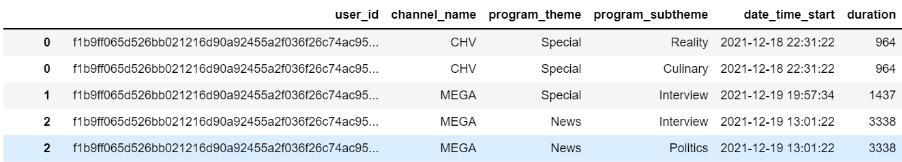 user_id channel_name program_theme program_subtheme date_time_start duration
0 f1b9ff065d526bb021216d90a92455a2f036f26c74ac95... CHV Special Reality 2021-12-18 22:31:22 964
0 f1b9ff065d526bb021216d90a92455a2f036f26c74ac95... CHV Special Culinary 2021-12-18 22:31:22 964
1 f1b9ff065d526bb021216d90a92455a2f036f26c74ac95... MEGA Special Interview 2021-12-19 19:57:34 1437
2 f1b9ff065d526bb021216d90a92455a2f036f26c74ac95... MEGA News Interview 2021-12-19 13:01:22 3338
2 f1b9ff065d526bb021216d90a92455a2f036f26c74ac95... MEGA News Politics 2021-12-19 13:01:22 3338